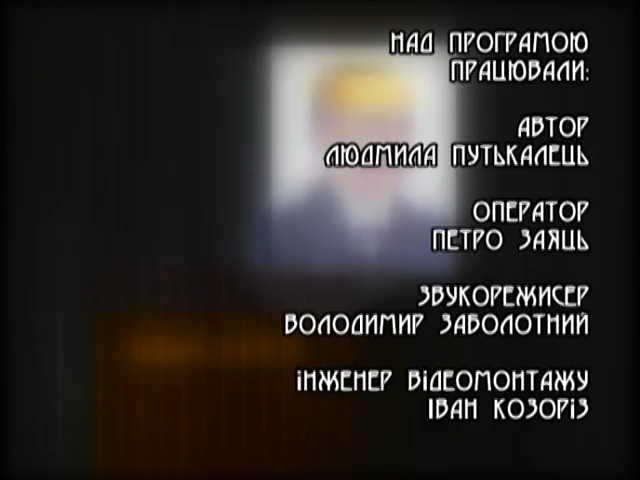 НАД ПРОГРАМОЮ
ПРАЦЮВАЛИ:
АВТОР
ЛЮДМИЛА ПУТЬКАЛЕЦЬ
ОПЕРАТОР
ПЕТРО ЗАЯЦЬ
ЗВУКОРЕЖИСЕР
ВОЛОДИМИР ЗАБОЛОТНИЙ
ІНЖЕНЕР ВІДЕОМОНТАЖУ
ІВАН КОЗОРІЗ